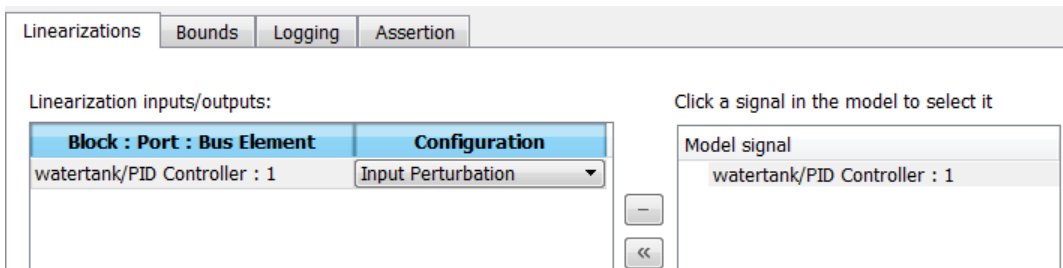 Linearizations Bounds Logging Assertion
Linearization inputs/outputs: Click a signal in the model to select it
Block : Port : Bus Element Configuration Model signal
watertank/PID Controller : 1 Input Perturbation watertank/PID Controller : 1
−
«